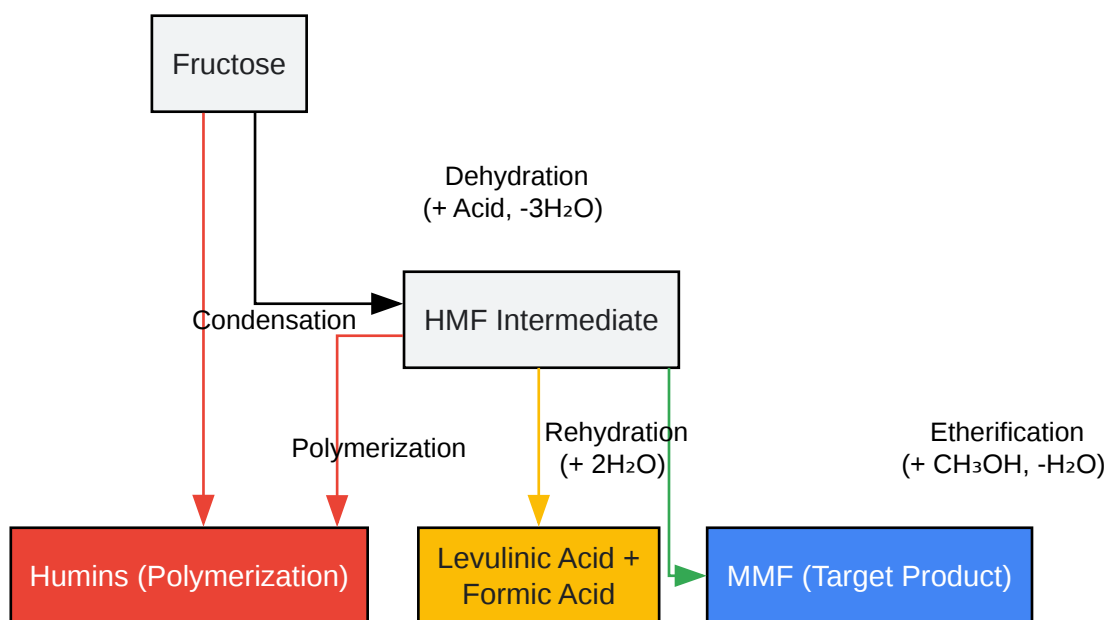 Fructose
Dehydration
(+ Acid, -3H₂O)
HMF Intermediate
Condensation
Polymerization
Rehydration
(+ 2H₂O)
Etherification
(+ CH₃OH, -H₂O)
Humins (Polymerization)
Levulinic Acid +
Formic Acid
MMF (Target Product)